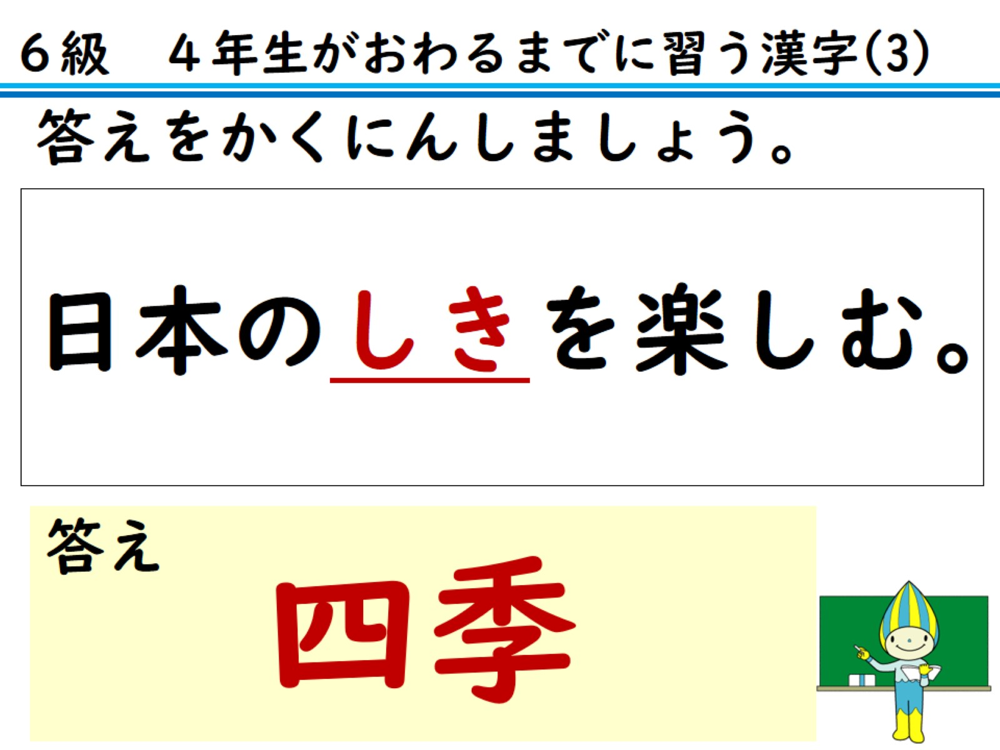 ６級　４年生がおわるまでに習う漢字(3)
答えをかくにんしましょう。
日本のしきを楽しむ。
答え
四季